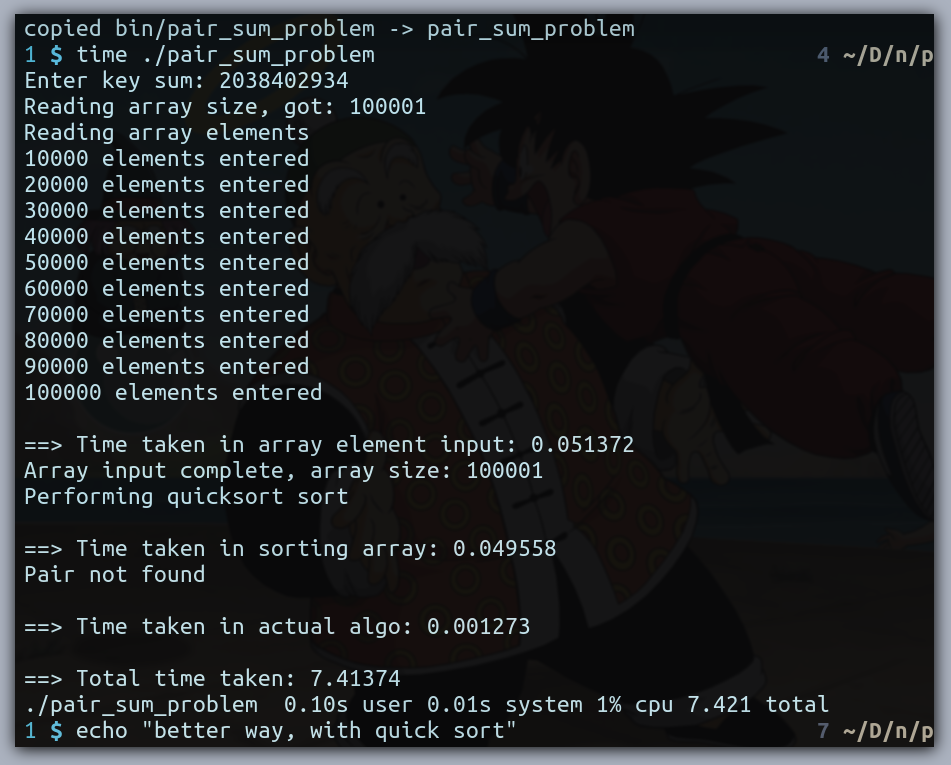 copied bin/pair_sum_problem -> pair_sum_problem
1 $ time ./pair_sum_problem 4 ~/D/n/p
Enter key sum: 2038402934
Reading array size, got: 100001
Reading array elements
10000 elements entered
20000 elements entered
30000 elements entered
40000 elements entered
50000 elements entered
60000 elements entered
70000 elements entered
80000 elements entered
90000 elements entered
100000 elements entered
==> Time taken in array element input: 0.051372
Array input complete, array size: 100001
Performing quicksort sort
==> Time taken in sorting array: 0.049558
Pair not found
==> Time taken in actual algo: 0.001273
==> Total time taken: 7.41374
./pair_sum_problem  0.10s user 0.01s system 1% cpu 7.421 total
1 $ echo "better way, with quick sort" 7 ~/D/n/p